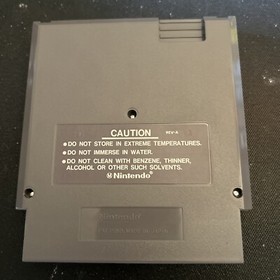 CAUTION
REV-A
● DO NOT STORE IN EXTREME TEMPERATURES.
● DO NOT IMMERSE IN WATER.
● DO NOT CLEAN WITH BENZENE, THINNER,
ALCOHOL OR OTHER SUCH SOLVENTS.
Nintendo
Nintendo